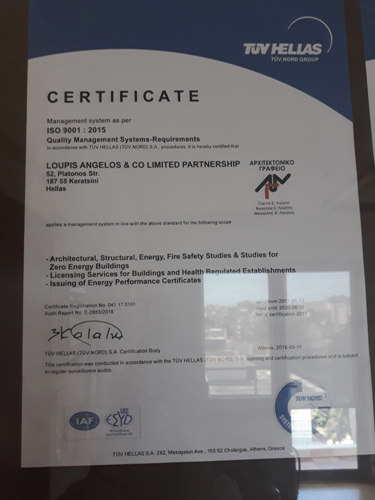 TÜV HELLAS
TÜV NORD GROUP
CERTIFICATE
Management system as per
ISO 9001 : 2015
Quality Management Systems-Requirements
In accordance with TÜV HELLAS (TÜV NORD) S.A., procedures, it is hereby certified that
LOUPIS ANGELOS & CO LIMITED PARTNERSHIP
52, Platonos Str.
187 55 Keratsini
Hellas
ΑΡΧΙΤΕΚΤΟΝΙΚΟ
ΓΡΑΦΕΙΟ
applies a management system in line with the above standard for the following scope
- Architectural, Structural, Energy, Fire Safety Studies & Studies for
Zero Energy Buildings
- Licensing Services for Buildings and Health Regulated Establishments
- Issuing of Energy Performance Certificates
Certificate Registration No. 041 17 0101
Audit Report No. E-2855/2018
Athens, 2018-05-11
TÜV HELLAS (TÜV NORD) S.A. Certification Body
This certification was conducted in accordance with the TÜV HELLAS (TÜV NORD) S.A. auditing and certification procedures and is subject
to regular surveillance audits.
TÜV NORD
IAF
ΕΣΥΔ
TÜV HELLAS S.A. 282, Mesogeion Ave., 155 62 Cholargos, Athens, Greece